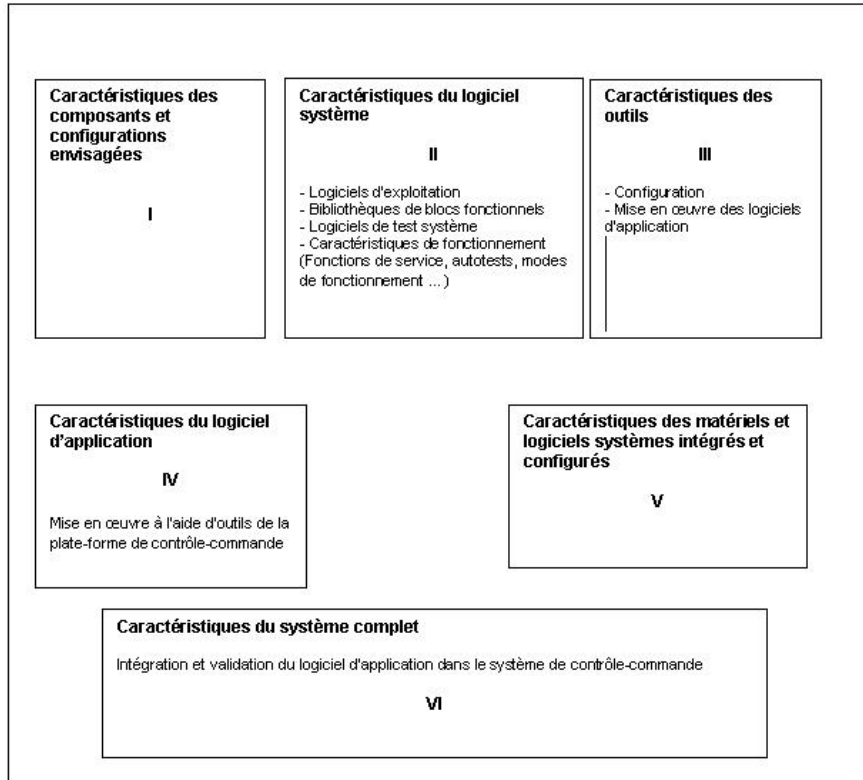 Caractéristiques des
composants et
configurations
envisagées
I
Caractéristiques du logiciel
système
II
- Logiciels d'exploitation
- Bibliothèques de blocs fonctionnels
- Logiciels de test système
- Caractéristiques de fonctionnement
(Fonctions de service, autotests, modes
de fonctionnement ...)
Caractéristiques des
outils
III
- Configuration
- Mise en œuvre des logiciels
d'application
Caractéristiques du logiciel
d'application
IV
Mise en œuvre à l'aide d'outils de la
plate-forme de contrôle-commande
Caractéristiques des matériels et
logiciels systèmes intégrés et
configurés
V
Caractéristiques du système complet
Intégration et validation du logiciel d'application dans le système de contrôle-commande
VI